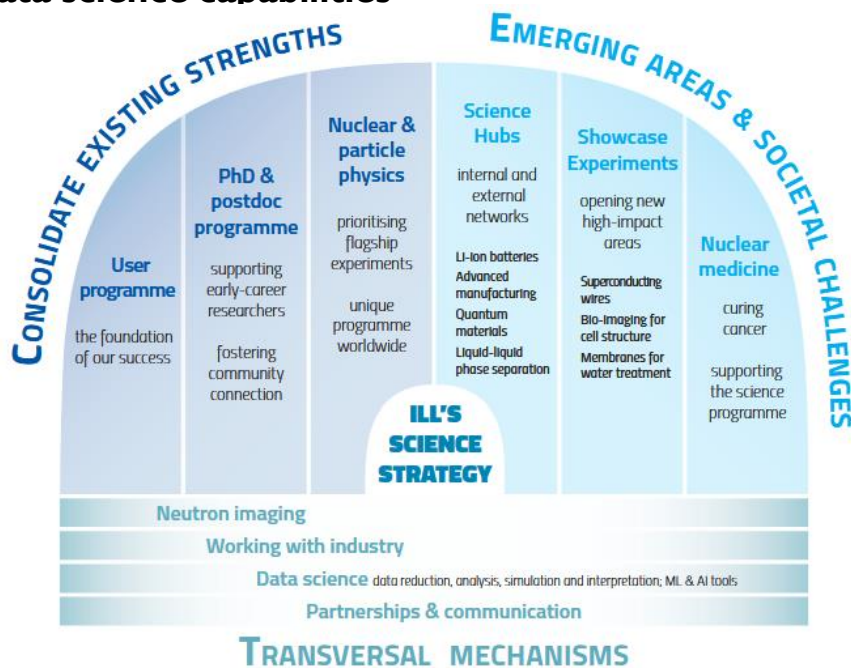 CONSOLIDATE EXISTING STRENGTHS
EMERGING AREAS & SOCIETAL CHALLENGES
User
programme
the foundation
of our success
PhD &
postdoc
programme
supporting
early-career
researchers
fostering
community
connection
Nuclear &
particle
physics
prioritising
flagship
experiments
unique
programme
worldwide
Science
Hubs
internal and
external
networks
Li-ion batteries
Advanced
manufacturing
Quantum
materials
Liquid-liquid
phase separation
Showcase
Experiments
opening new
high-impact
areas
Superconducting
wires
Bio-imaging for
cell structure
Membranes for
water treatment
Nuclear
medicine
curing
cancer
supporting
the science
programme
ILL'S
SCIENCE
STRATEGY
Neutron imaging
Working with industry
Data science data reduction, analysis, simulation and interpretation; ML & AI tools
Partnerships & communication
TRANSVERSAL MECHANISMS